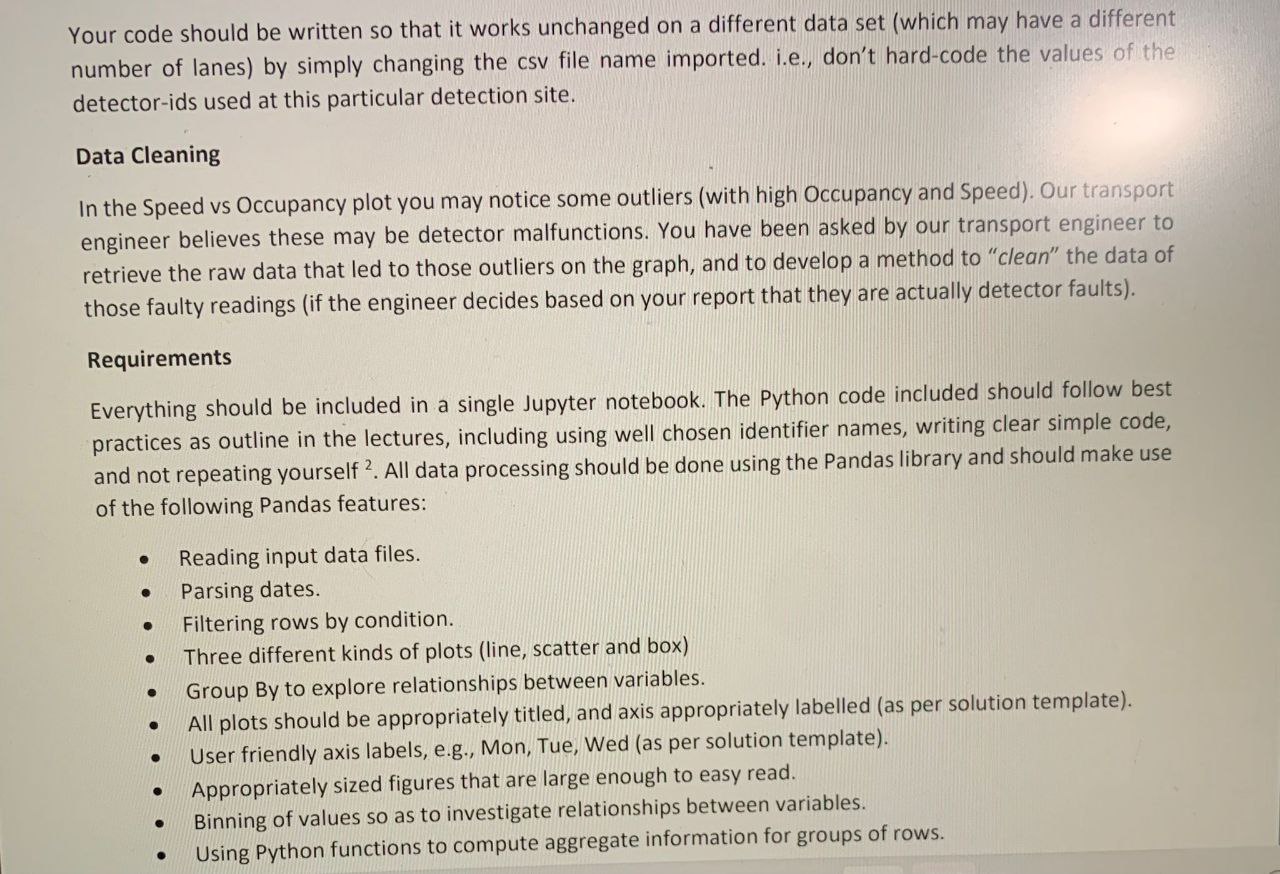 Your code should be written so that it works unchanged on a different data set (which may have a different
number of lanes) by simply changing the csv file name imported. i.e., don't hard-code the values of the
detector-ids used at this particular detection site.
Data Cleaning
In the Speed vs Occupancy plot you may notice some outliers (with high Occupancy and Speed). Our transport
engineer believes these may be detector malfunctions. You have been asked by our transport engineer to
retrieve the raw data that led to those outliers on the graph, and to develop a method to "clean" the data of
those faulty readings (if the engineer decides based on your report that they are actually detector faults).
Requirements
Everything should be included in a single Jupyter notebook. The Python code included should follow best
practices as outline in the lectures, including using well chosen identifier names, writing clear simple code,
and not repeating yourself ². All data processing should be done using the Pandas library and should make use
of the following Pandas features:
• Reading input data files.
• Parsing dates.
• Filtering rows by condition.
• Three different kinds of plots (line, scatter and box)
• Group By to explore relationships between variables.
• All plots should be appropriately titled, and axis appropriately labelled (as per solution template).
• User friendly axis labels, e.g., Mon, Tue, Wed (as per solution template).
• Appropriately sized figures that are large enough to easy read.
• Binning of values so as to investigate relationships between variables.
• Using Python functions to compute aggregate information for groups of rows.